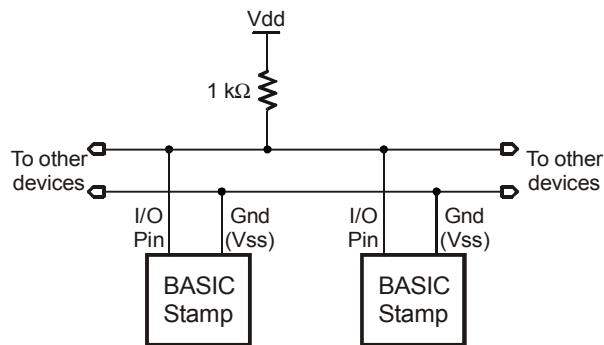 Vdd
1 kΩ
To other
devices
To other
devices
I/O
Pin
Gnd
(Vss)
I/O
Pin
Gnd
(Vss)
BASIC
Stamp
BASIC
Stamp